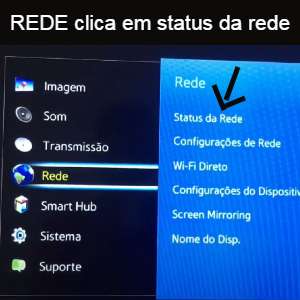 REDE clica em status da rede
Imagem
Som
Transmissão
Rede
Smart Hub
Sistema
Suporte
Rede
Status da Rede
Configurações de Rede
Wi-Fi Direto
Configurações do Dispositiv
Screen Mirroring
Nome do Disp.